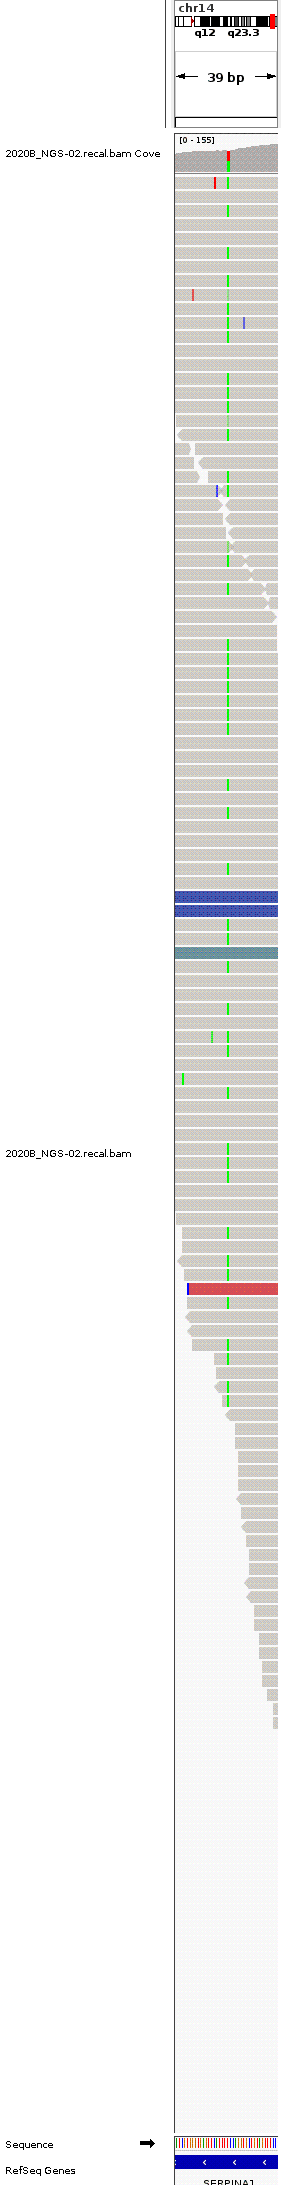 chr14
q12 q23.3
39 bp
[0 - 155]
2020B_NGS-02.recal.bam Cove
2020B_NGS-02.recal.bam
Sequence
RefSeq Genes
SERPINA1